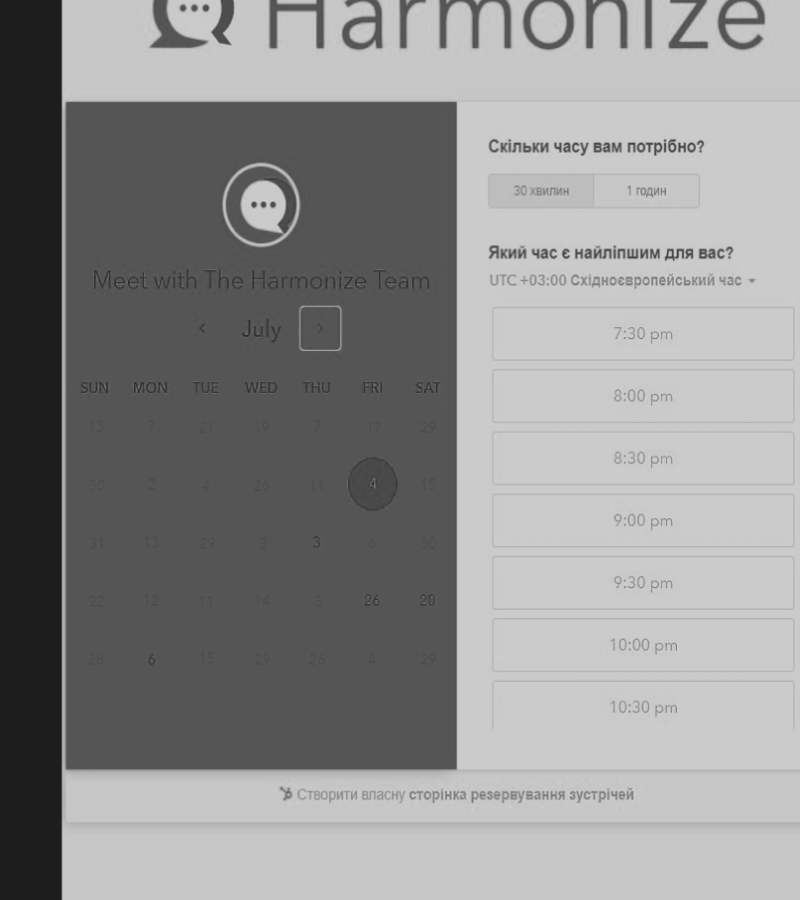 Harmonize
Meet with The Harmonize Team
July
SUN MON TUE WED THU FRI SAT
13 7 21 19 7 17 29
30 2 4 26 11 4 15
31 13 29 3 6 6 30
22 12 11 14 3 26 20
28 6 15 29 26 4 29
Скільки часу вам потрібно?
30 хвилин 1 годин
Який час є найліпшим для вас?
UTC +03:00 Східноєвропейський час
7:30 pm
8:00 pm
8:30 pm
9:00 pm
9:30 pm
10:00 pm
10:30 pm
Створити власну сторінка резервування зустрічей